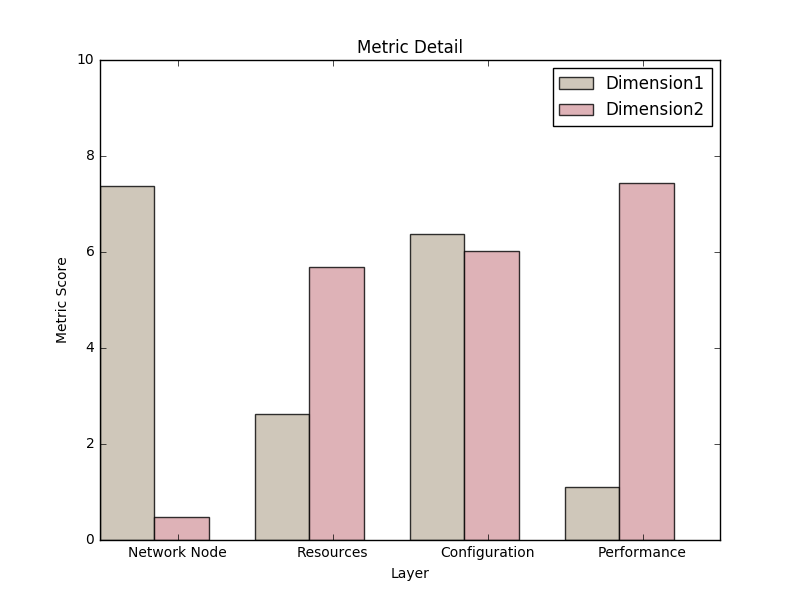 Metric Detail
Dimension1
Dimension2
10
8
6
4
2
0
Metric Score
Network Node
Resources
Configuration
Performance
Layer